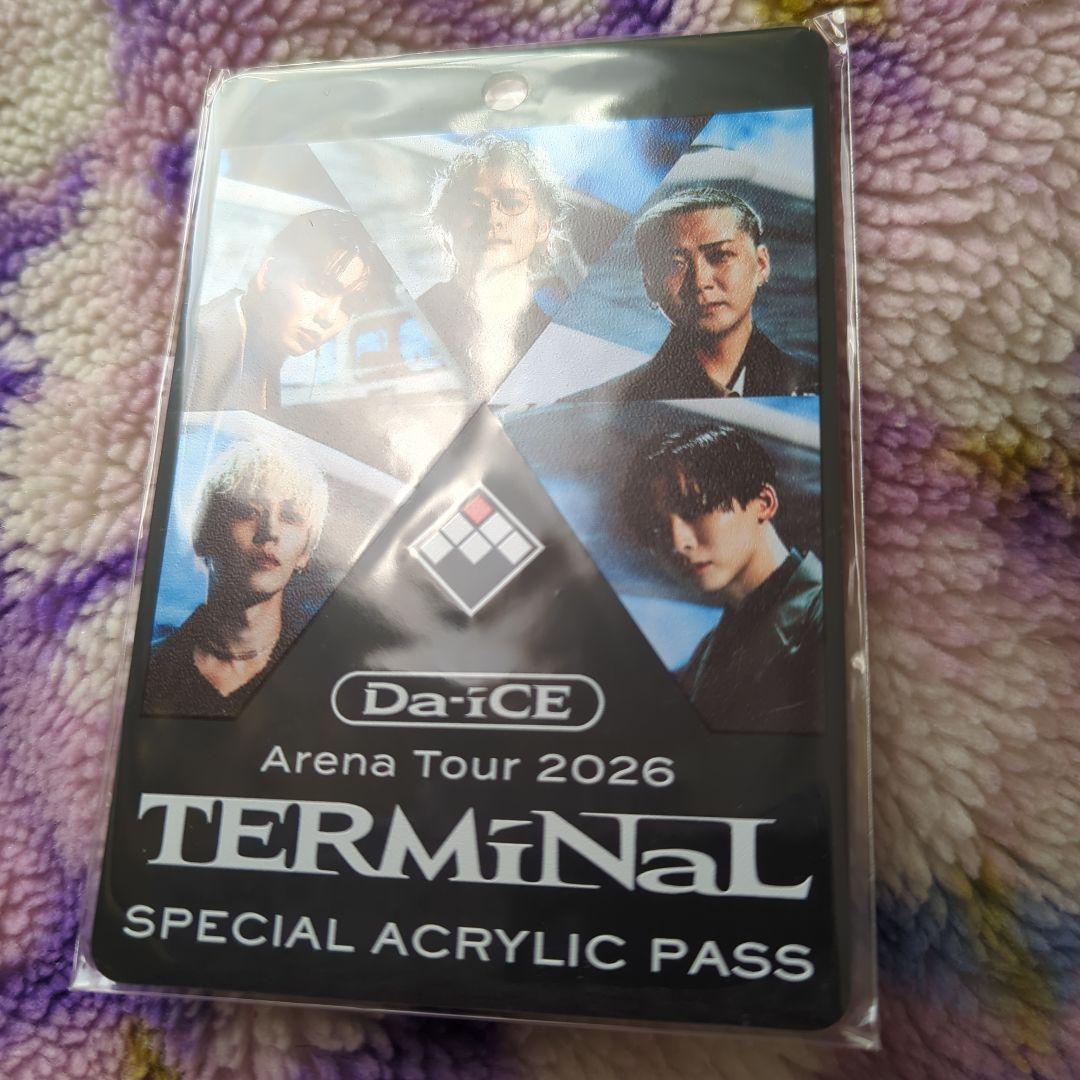 Da-iCE
Arena Tour 2026
TERMiNaL
SPECIAL ACRYLIC PASS